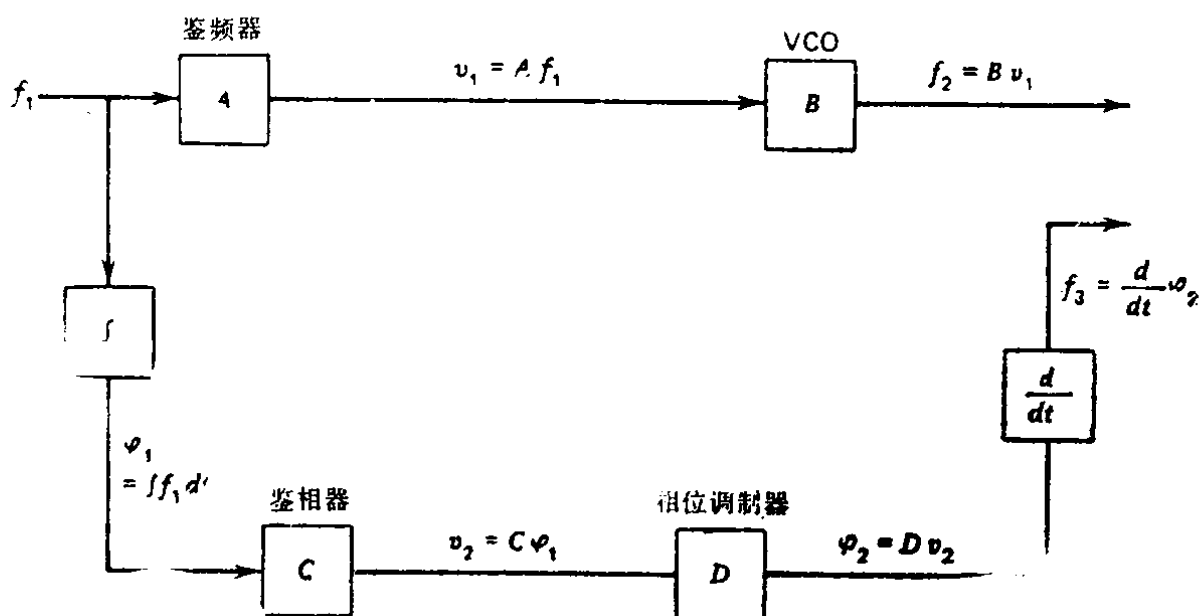 鉴频器
VCO
f₁
A
v₁ = A f₁
B
f₂ = B v₁
∫
f₃ = d/dt φ₂
d/dt
φ₁
= ∫f₁ d
鉴相器
相位调制器
C
v₂ = C φ₁
D
φ₂ = D v₂